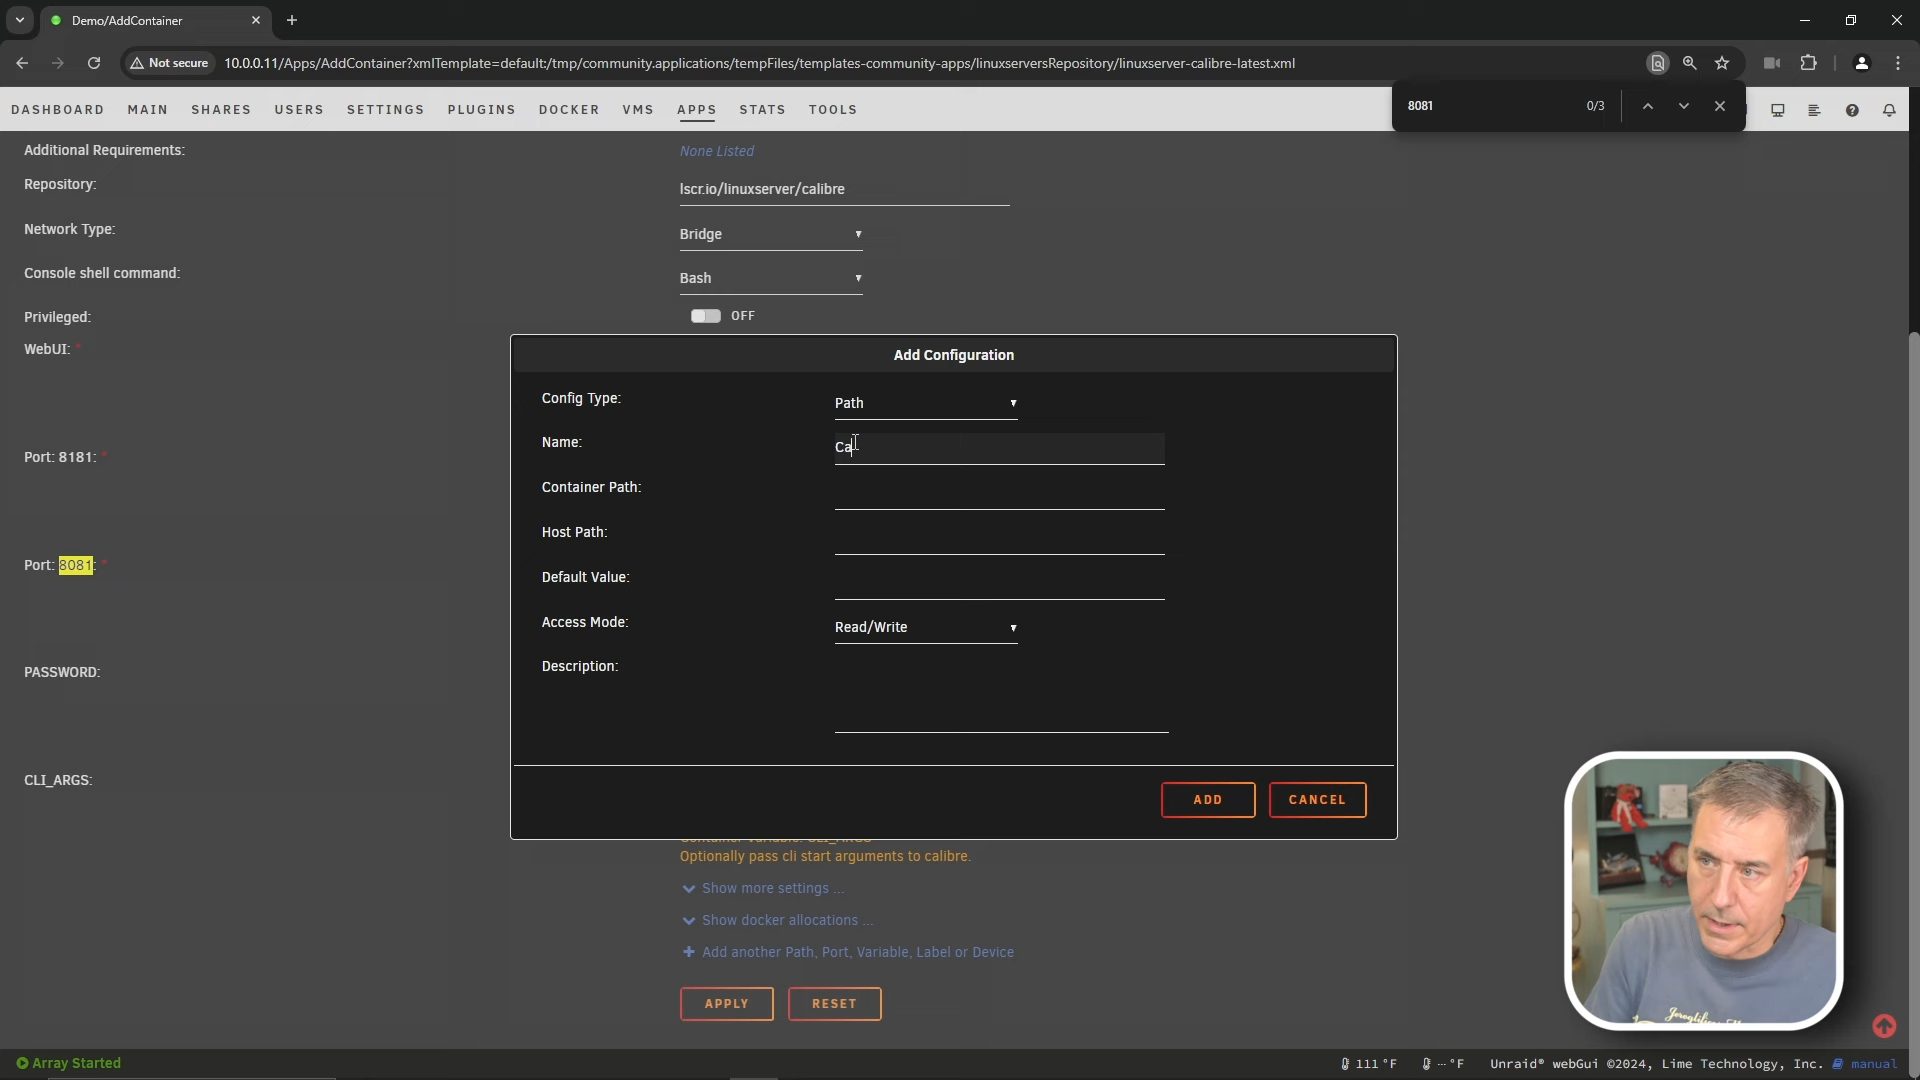 Demo/AddContainer
Not secure
10.0.0.11/Apps/AddContainer?xmlTemplate=default:/tmp/community.applications/tempFiles/templates-community-apps/linuxserversRepository/linuxserver-calibre-latest.xml
DASHBOARD MAIN SHARES USERS SETTINGS PLUGINS DOCKER VMS APPS STATS TOOLS
8081 0/3
Additional Requirements: None Listed
Repository: lscr.io/linuxserver/calibre
Network Type: Bridge
Console shell command: Bash
Privileged: OFF
WebUI: *
Port: 8181: *
Port: 8081: *
PASSWORD:
CLI_ARGS:
Add Configuration
Config Type: Path
Name: Ca
Container Path:
Host Path:
Default Value:
Access Mode: Read/Write
Description:
ADD CANCEL
Container Variable: CLI_ARGS
Optionally pass cli start arguments to calibre.
Show more settings ...
Show docker allocations ...
Add another Path, Port, Variable, Label or Device
APPLY RESET
Array Started
111 °F -- °F Unraid® webGui ©2024, Lime Technology, Inc. manual